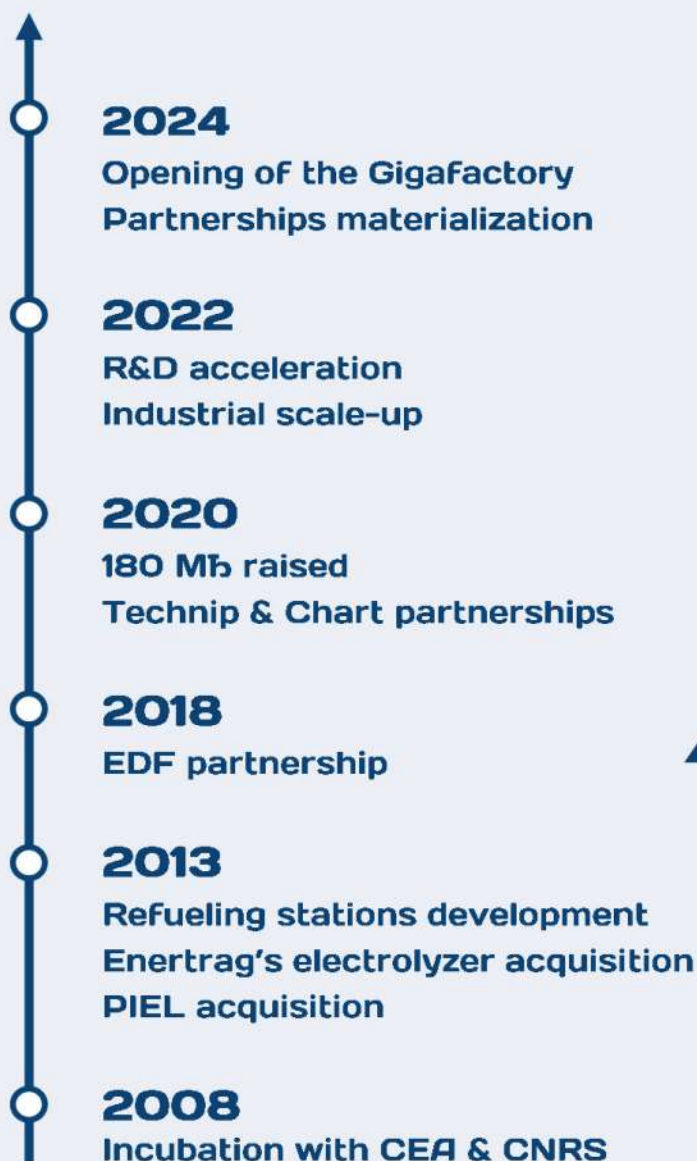 2024
Opening of the Gigafactory
Partnerships materialization
2022
R&D acceleration
Industrial scale-up
2020
180 Mђ raised
Technip & Chart partnerships
2018
EDF partnership
2013
Refueling stations development
Enertrag's electrolyzer acquisition
PIEL acquisition
2008
Incubation with CEA & CNRS